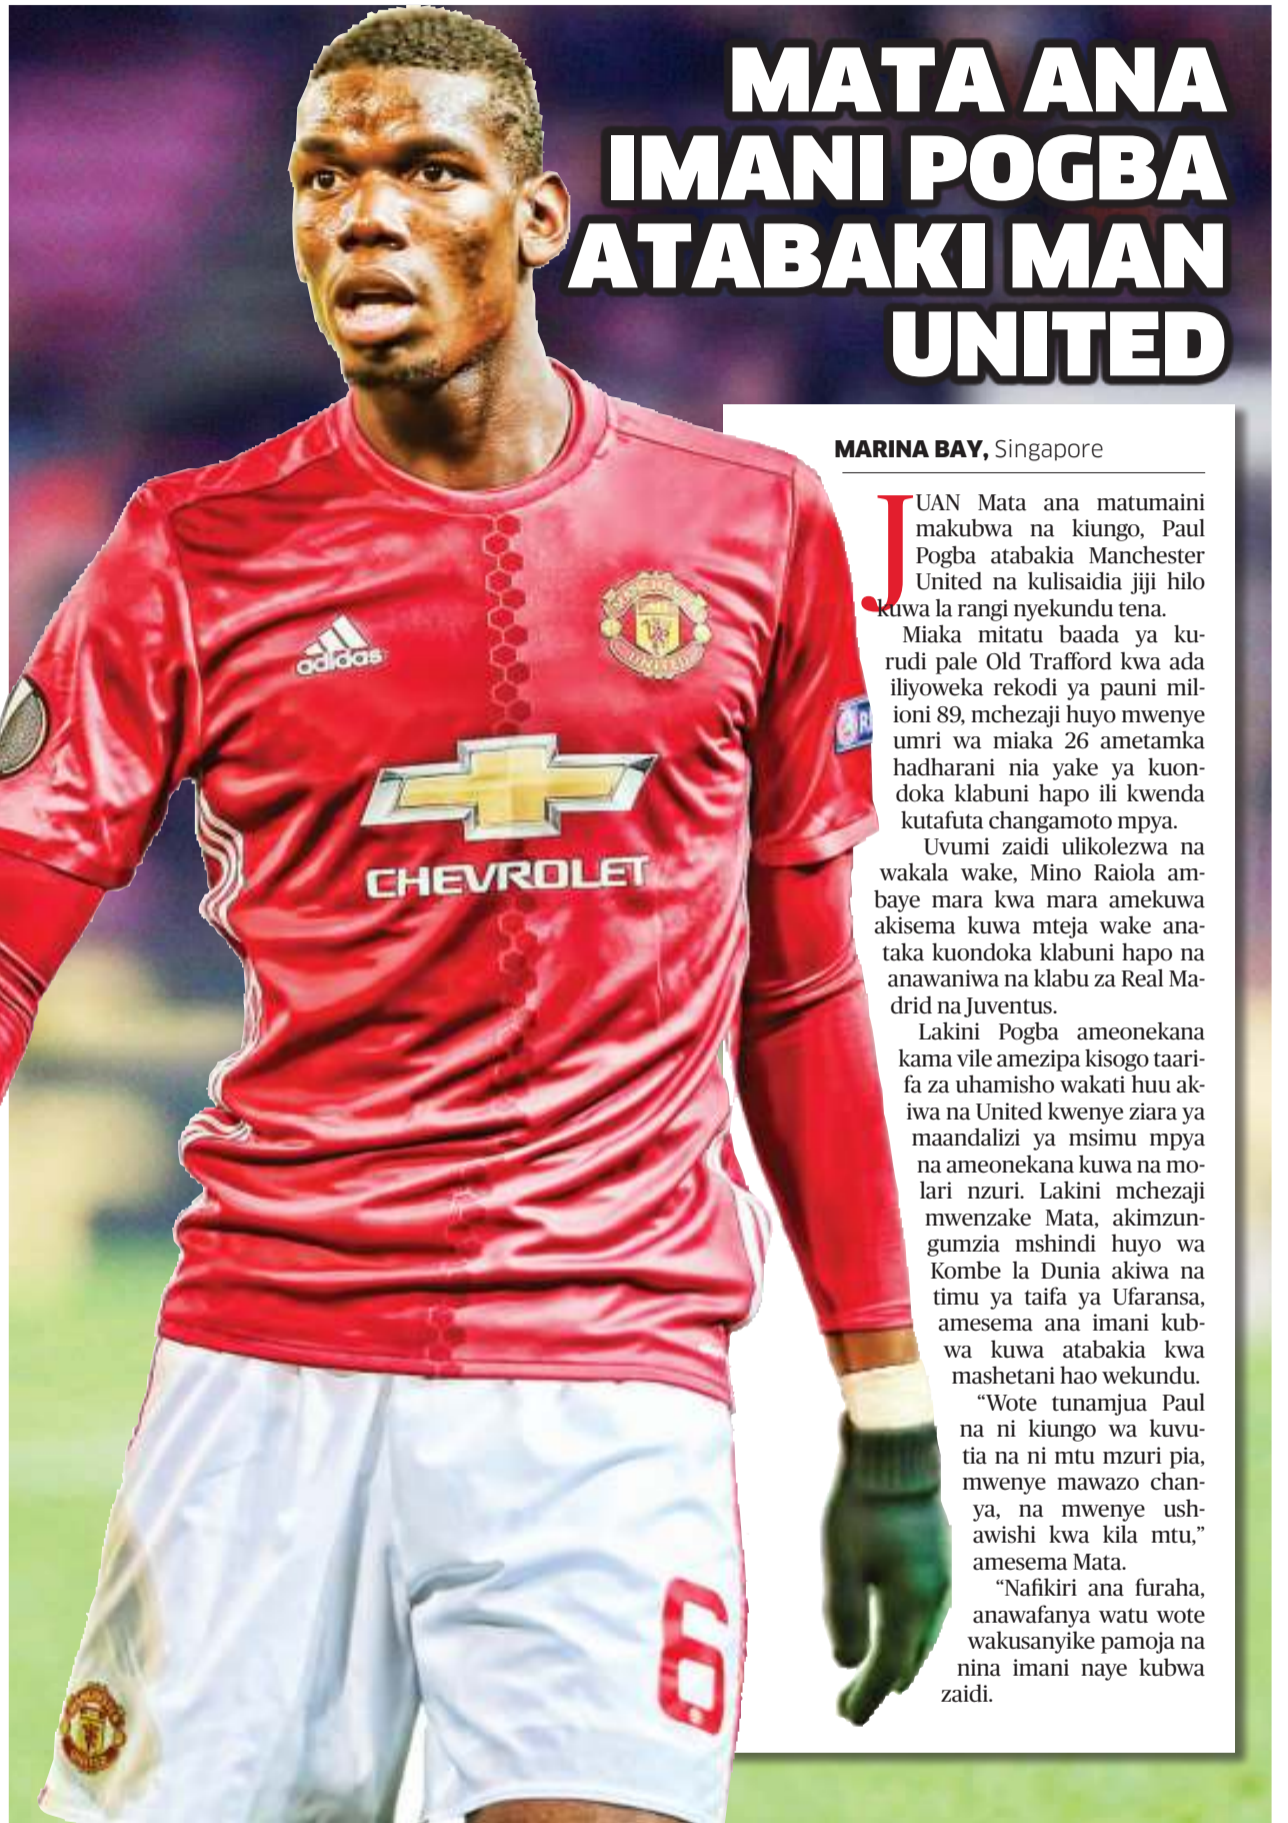 MATA ANA
IMANI POGBA
ATABAKI MAN
UNITED
MARINA BAY, Singapore
JUAN Mata ana matumaini
makubwa na kiungo, Paul
Pogba atabakia Manchester
United na kulisaidia jiji hilo
kuwa la rangi nyekundu tena.
Miaka mitatu baada ya ku-
rudi pale Old Trafford kwa ada
iliyoweka rekodi ya pauni mil-
ioni 89, mchezaji huyo mwenye
umri wa miaka 26 ametamka
hadharani nia yake ya kuon-
doka klabuni hapo ili kwenda
kutafuta changamoto mpya.
Uvumi zaidi ulikolezwa na
wakala wake, Mino Raiola am-
baye mara kwa mara amekuwa
akisema kuwa mteja wake ana-
taka kuondoka klabuni hapo na
anawaniwa na klabu za Real Ma-
drid na Juventus.
Lakini Pogba ameonekana
kama vile amezipa kisogo taari-
fa za uhamisho wakati huu ak-
iwa na United kwenye ziara ya
maandalizi ya msimu mpya
na ameonekana kuwa na mo-
lari nzuri. Lakini mchezaji
mwenzake Mata, akimzun-
gumzia mshindi huyo wa
Kombe la Dunia akiwa na
timu ya taifa ya Ufaransa,
amesema ana imani kub-
wa kuwa atabakia kwa
mashetani hao wekundu.
“Wote tunamjua Paul
na ni kiungo wa kuvu-
tia na ni mtu mzuri pia,
mwenye mawazo chan-
ya, na mwenye ush-
awishi kwa kila mtu,”
amesema Mata.
“Nafikiri ana furaha,
anawafanya watu wote
wakusanyike pamoja na
nina imani naye kubwa
zaidi.
adidas
UNITED
CHEVROLET
6
UNITED